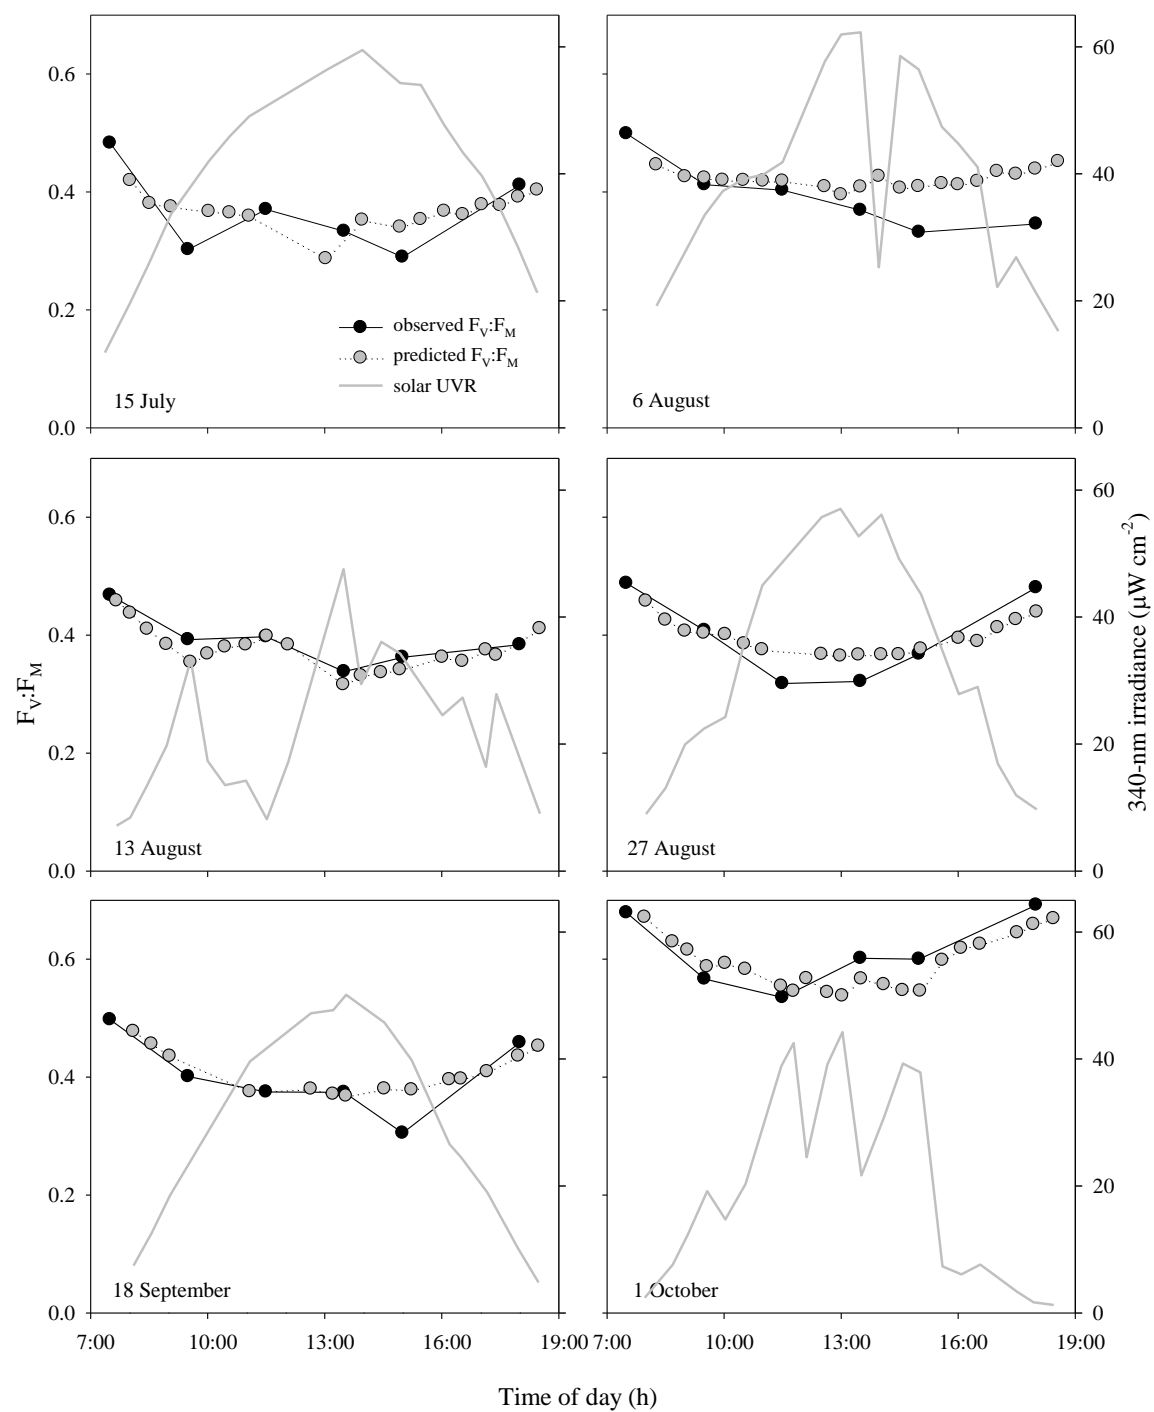 0.6
0.4
0.2
0.0
observed F_V:F_M
predicted F_V:F_M
solar UVR
15 July
60
40
20
0
6 August
0.6
0.4
0.2
0.0
13 August
60
40
20
0
27 August
F_V:F_M
340-nm irradiance (µW cm⁻²)
0.6
0.4
0.2
0.0
18 September
60
40
20
0
1 October
7:00 10:00 13:00 16:00 19:00 7:00 10:00 13:00 16:00 19:00
Time of day (h)